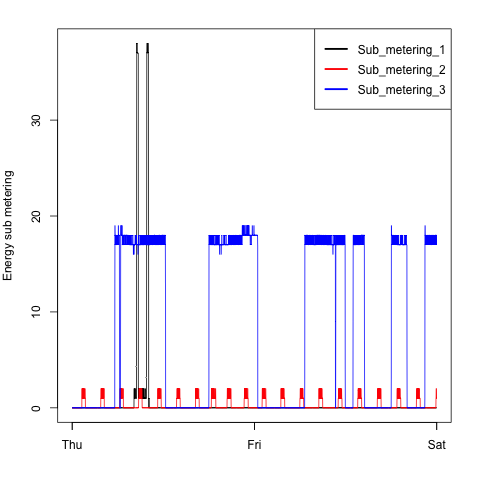 Sub_metering_1
Sub_metering_2
Sub_metering_3
Energy sub metering
30
20
10
0
Thu Fri Sat